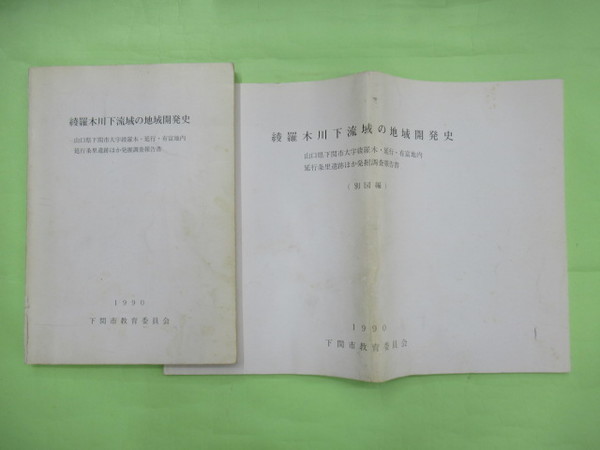 綾羅木川下流域の地域開発史
山口県下関市大字綾羅木・延行・有冨地内
延行条里遺跡ほか発掘調査報告書
1990
下関市教育委員会
綾羅木川下流域の地域開発史
山口県下関市大字綾羅木・延行・有冨地内
延行条里遺跡ほか発掘調査報告書
(別図編)
1990
下関市教育委員会